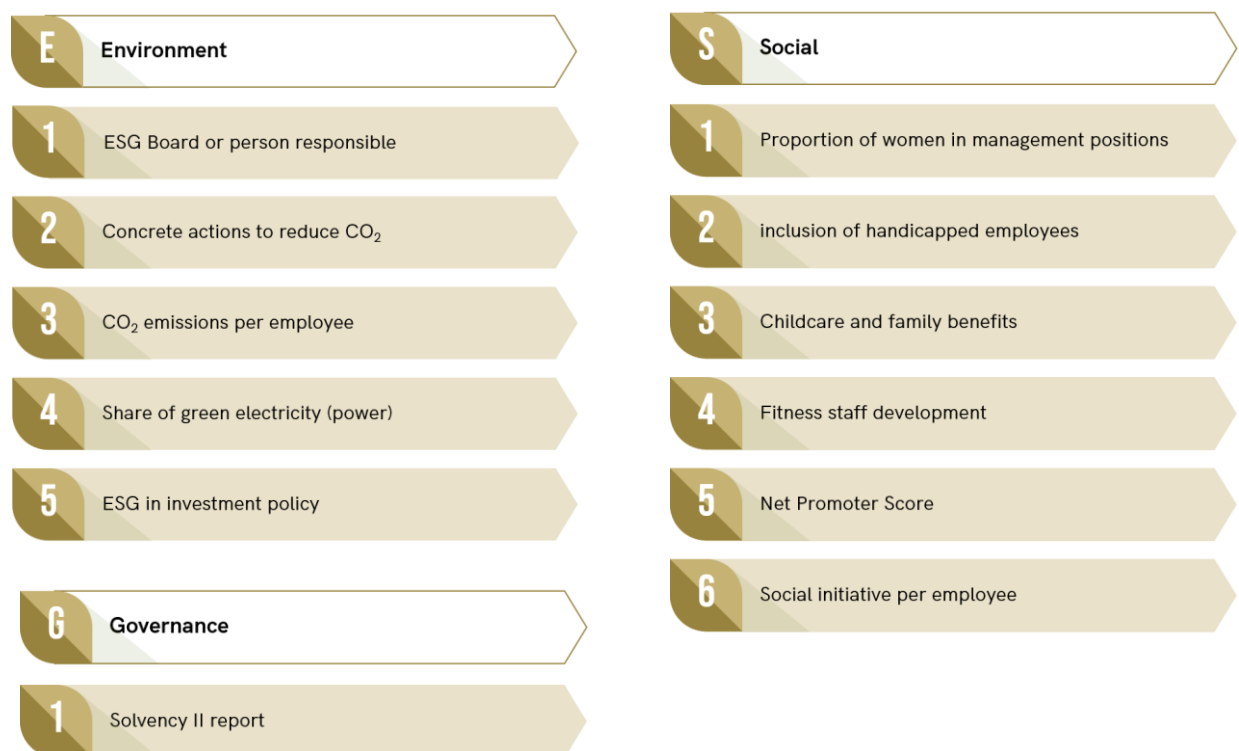 E Environment
1 ESG Board or person responsible
2 Concrete actions to reduce CO₂
3 CO₂ emissions per employee
4 Share of green electricity (power)
5 ESG in investment policy
G Governance
1 Solvency II report
S Social
1 Proportion of women in management positions
2 inclusion of handicapped employees
3 Childcare and family benefits
4 Fitness staff development
5 Net Promoter Score
6 Social initiative per employee